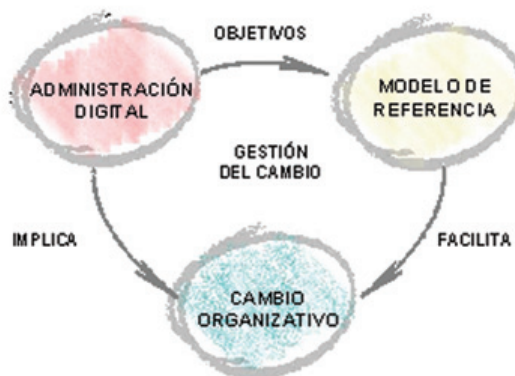 OBJETIVOS
ADMINISTRACIÓN
DIGITAL
MODELO DE
REFERENCIA
GESTIÓN
DEL CAMBIO
IMPLICA
FACILITA
CAMBIO
ORGANIZATIVO